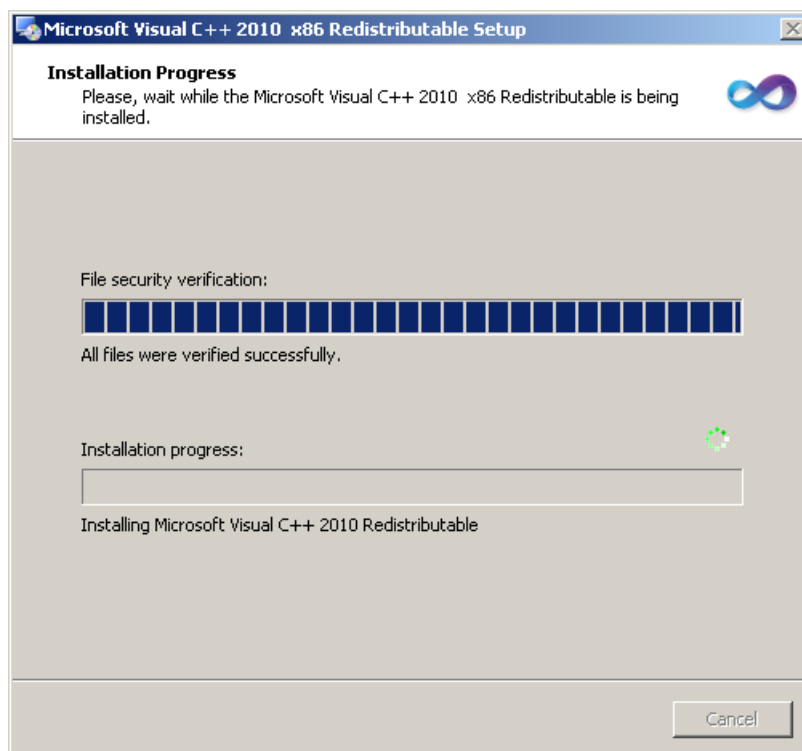 Microsoft Visual C++ 2010 x86 Redistributable Setup
Installation Progress
Please, wait while the Microsoft Visual C++ 2010 x86 Redistributable is being
installed.
File security verification:
All files were verified successfully.
Installation progress:
Installing Microsoft Visual C++ 2010 Redistributable
Cancel